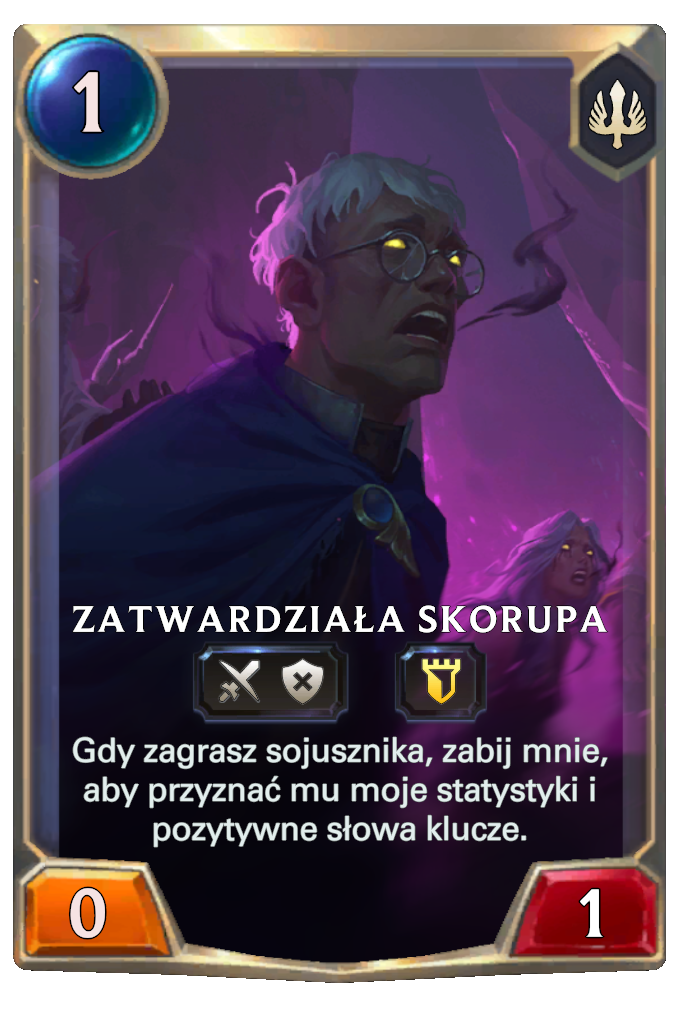 1
ZATWARDZIAŁA SKORUPA
Gdy zagrasz sojusznika, zabij mnie,
aby przyznać mu moje statystyki i
pozytywne słowa klucze.
0
1